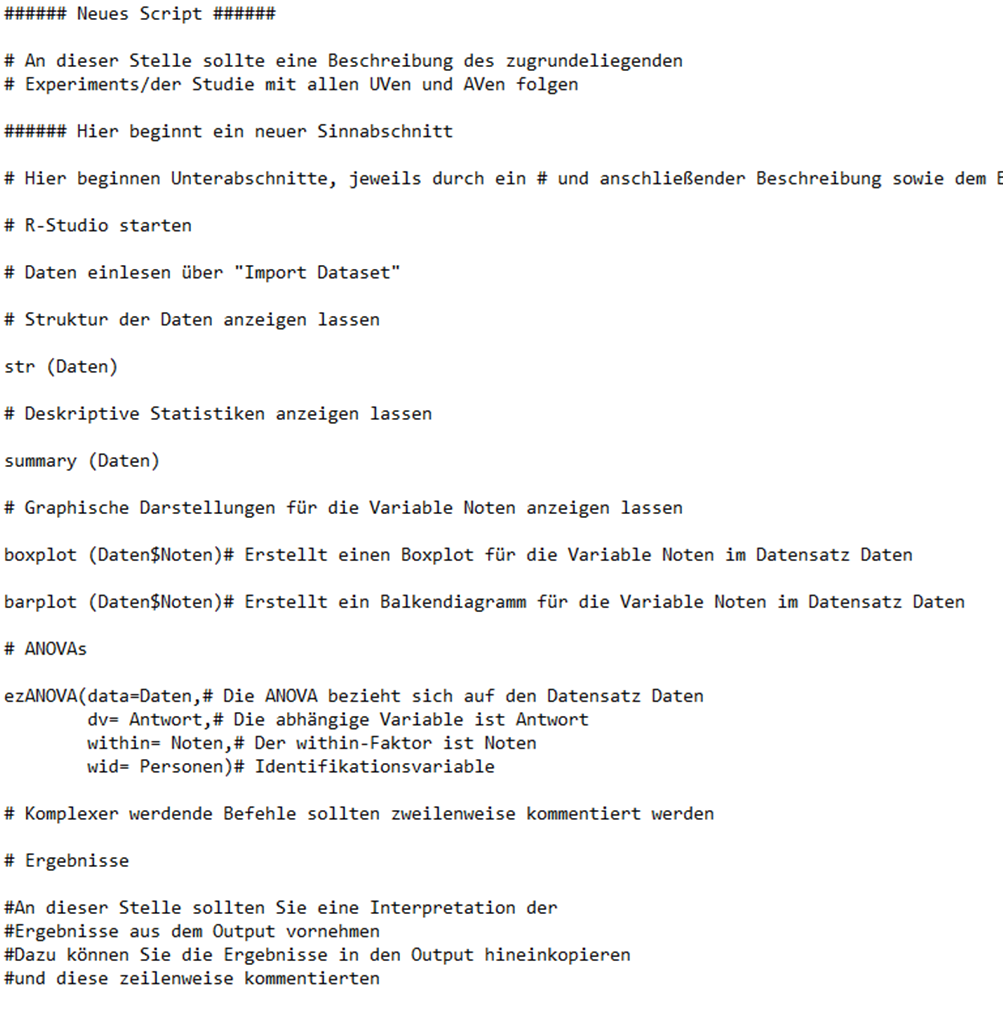 ###### Neues Script ######
# An dieser Stelle sollte eine Beschreibung des zugrundeliegenden
# Experiments/der Studie mit allen UVen und AVen folgen
###### Hier beginnt ein neuer Sinnabschnitt
# Hier beginnen Unterabschnitte, jeweils durch ein # und anschließender Beschreibung sowie dem
# R-Studio starten
# Daten einlesen über "Import Dataset"
# Struktur der Daten anzeigen lassen
str (Daten)
# Deskriptive Statistiken anzeigen lassen
summary (Daten)
# Graphische Darstellungen für die Variable Noten anzeigen lassen
boxplot (Daten$Noten)# Erstellt einen Boxplot für die Variable Noten im Datensatz Daten
barplot (Daten$Noten)# Erstellt ein Balkendiagramm für die Variable Noten im Datensatz Daten
# ANOVAs
ezANOVA(data=Daten,# Die ANOVA bezieht sich auf den Datensatz Daten
dv= Antwort,# Die abhängige Variable ist Antwort
within= Noten,# Der within-Faktor ist Noten
wid= Personen)# Identifikationsvariable
# Komplexer werdende Befehle sollten zweilenweise kommentiert werden
# Ergebnisse
#An dieser Stelle sollten Sie eine Interpretation der
#Ergebnisse aus dem Output vornehmen
#Dazu können Sie die Ergebnisse in den Output hineinkopieren
#und diese zeilenweise kommentierten